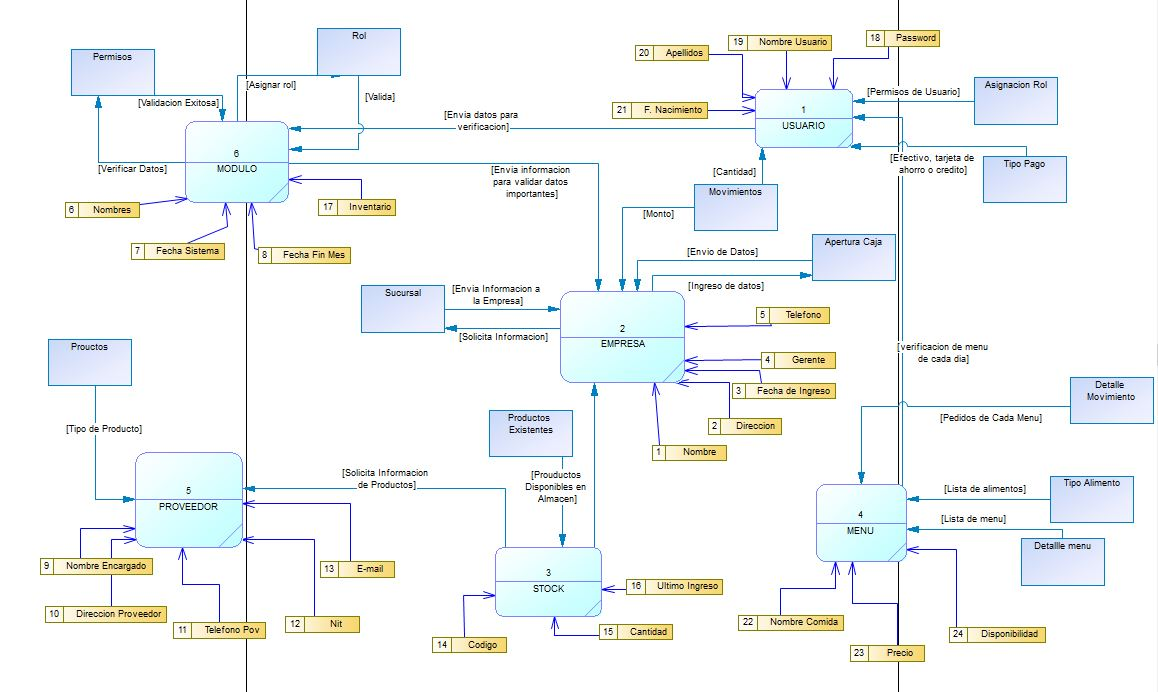 Permisos
Rol
[Asignar rol]
[Validacion Exitosa]
[Valida]
6
MODULO
[Verificar Datos]
6 Nombres
7 Fecha Sistema
8 Fecha Fin Mes
17 Inventario
20 Apellidos
19 Nombre Usuario
18 Password
21 F. Nacimiento
1
USUARIO
[Permisos de Usuario]
Asignacion Rol
[Envia datos para
verificacion]
[Efectivo, tarjeta de
ahorro o credito]
Tipo Pago
[Envia informacion
para validar datos
importantes]
[Cantidad]
Movimientos
[Monto]
[Envio de Datos]
Apertura Caja
[Ingreso de datos]
Sucursal
[Envia Informacion a
la Empresa]
[Solicita Informacion]
2
EMPRESA
5 Telefono
4 Gerente
3 Fecha de Ingreso
2 Direccion
1 Nombre
[verificacion de menu
de cada dia]
Prouctos
[Tipo de Producto]
Productos
Existentes
[Prouductos
Disponibles en
Almacen]
[Solicita Informacion
de Productos]
5
PROVEEDOR
9 Nombre Encargado
10 Direccion Proveedor
11 Telefono Pov
12 Nit
13 E-mail
3
STOCK
14 Codigo
15 Cantidad
16 Ultimo Ingreso
Detalle
Movimiento
[Pedidos de Cada Menu]
4
MENU
[Lista de alimentos]
Tipo Alimento
[Lista de menu]
Detallle menu
22 Nombre Comida
23 Precio
24 Disponibilidad